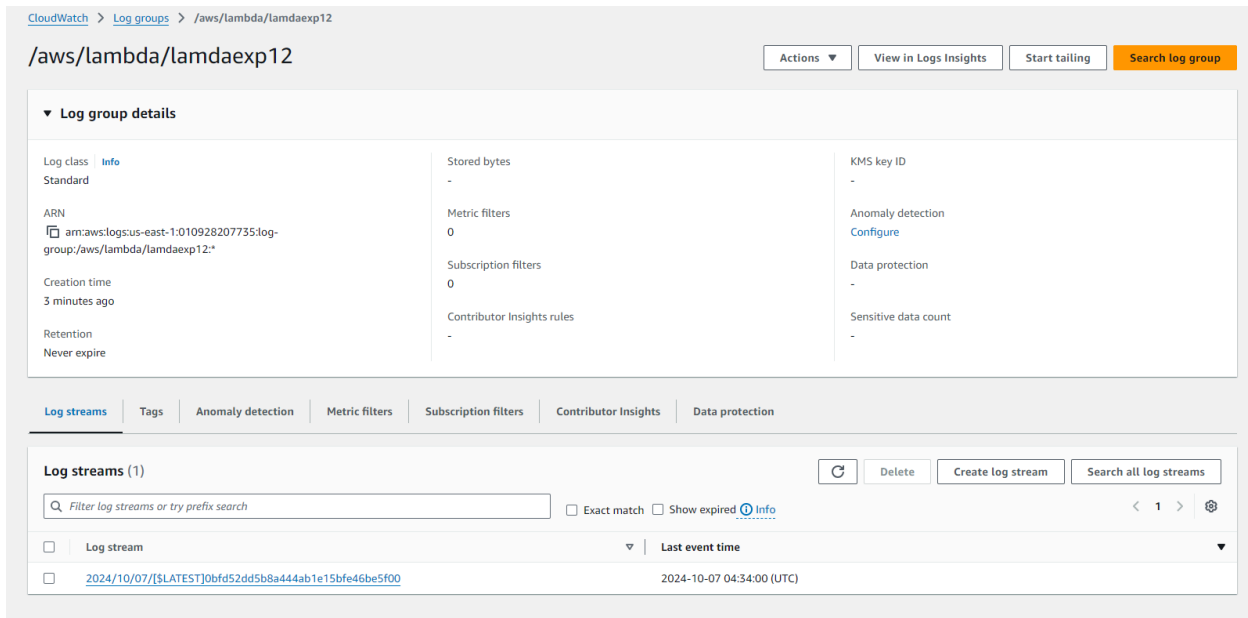 CloudWatch > Log groups > /aws/lambda/lamdaexp12
/aws/lambda/lamdaexp12
Actions ▼ View in Logs Insights Start tailing Search log group
▼ Log group details
Log class Info
Standard
ARN
arn:aws:logs:us-east-1:010928207735:log-
group:/aws/lambda/lamdaexp12:*
Creation time
3 minutes ago
Retention
Never expire
Stored bytes
-
Metric filters
0
Subscription filters
0
Contributor Insights rules
-
KMS key ID
-
Anomaly detection
Configure
Data protection
-
Sensitive data count
-
Log streams Tags Anomaly detection Metric filters Subscription filters Contributor Insights Data protection
Log streams (1)
Delete Create log stream Search all log streams
Filter log streams or try prefix search
Exact match Show expired Info
< 1 >
Log stream Last event time
2024/10/07/[$LATEST]0bfd52dd5b8a444ab1e15bfe46be5f00 2024-10-07 04:34:00 (UTC)